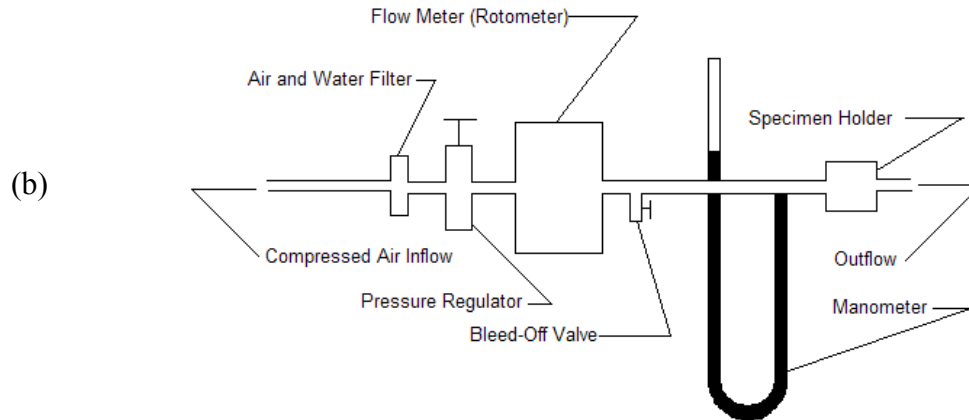 Flow Meter (Rotometer)
Air and Water Filter
Specimen Holder
(b)
Compressed Air Inflow
Outflow
Pressure Regulator
Manometer
Bleed-Off Valve